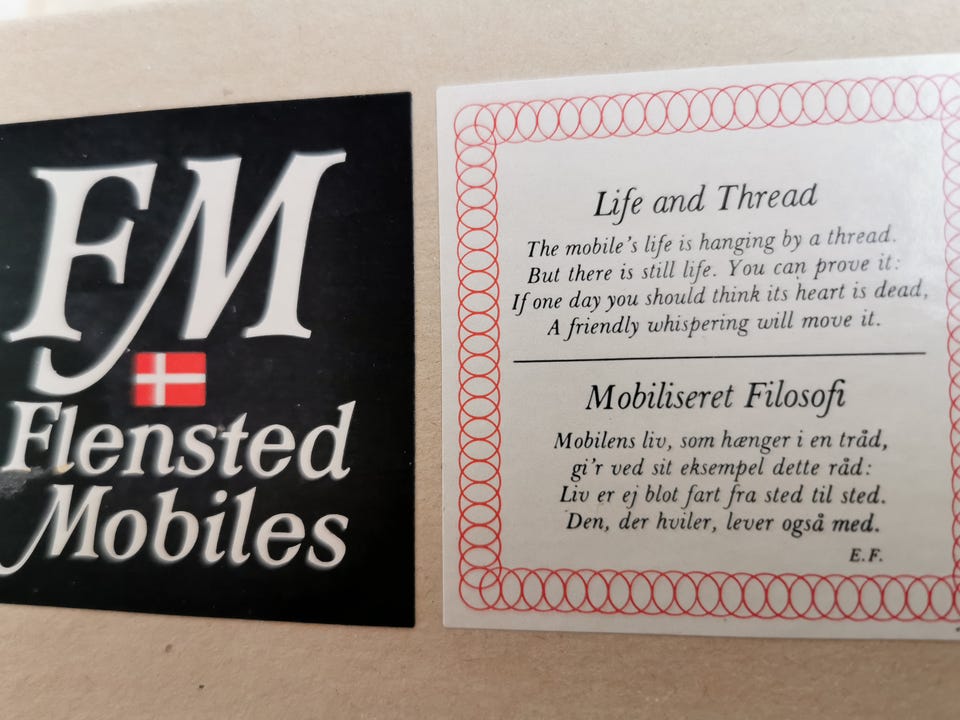 FM
Flensted
Mobiles
Life and Thread
The mobile's life is hanging by a thread.
But there is still life. You can prove it:
If one day you should think its heart is dead,
A friendly whispering will move it.
Mobiliseret Filosofi
Mobilens liv, som hænger i en tråd,
gi'r ved sit eksempel dette råd:
Liv er ej blot fart fra sted til sted.
Den, der hviler, lever også med.
E.F.